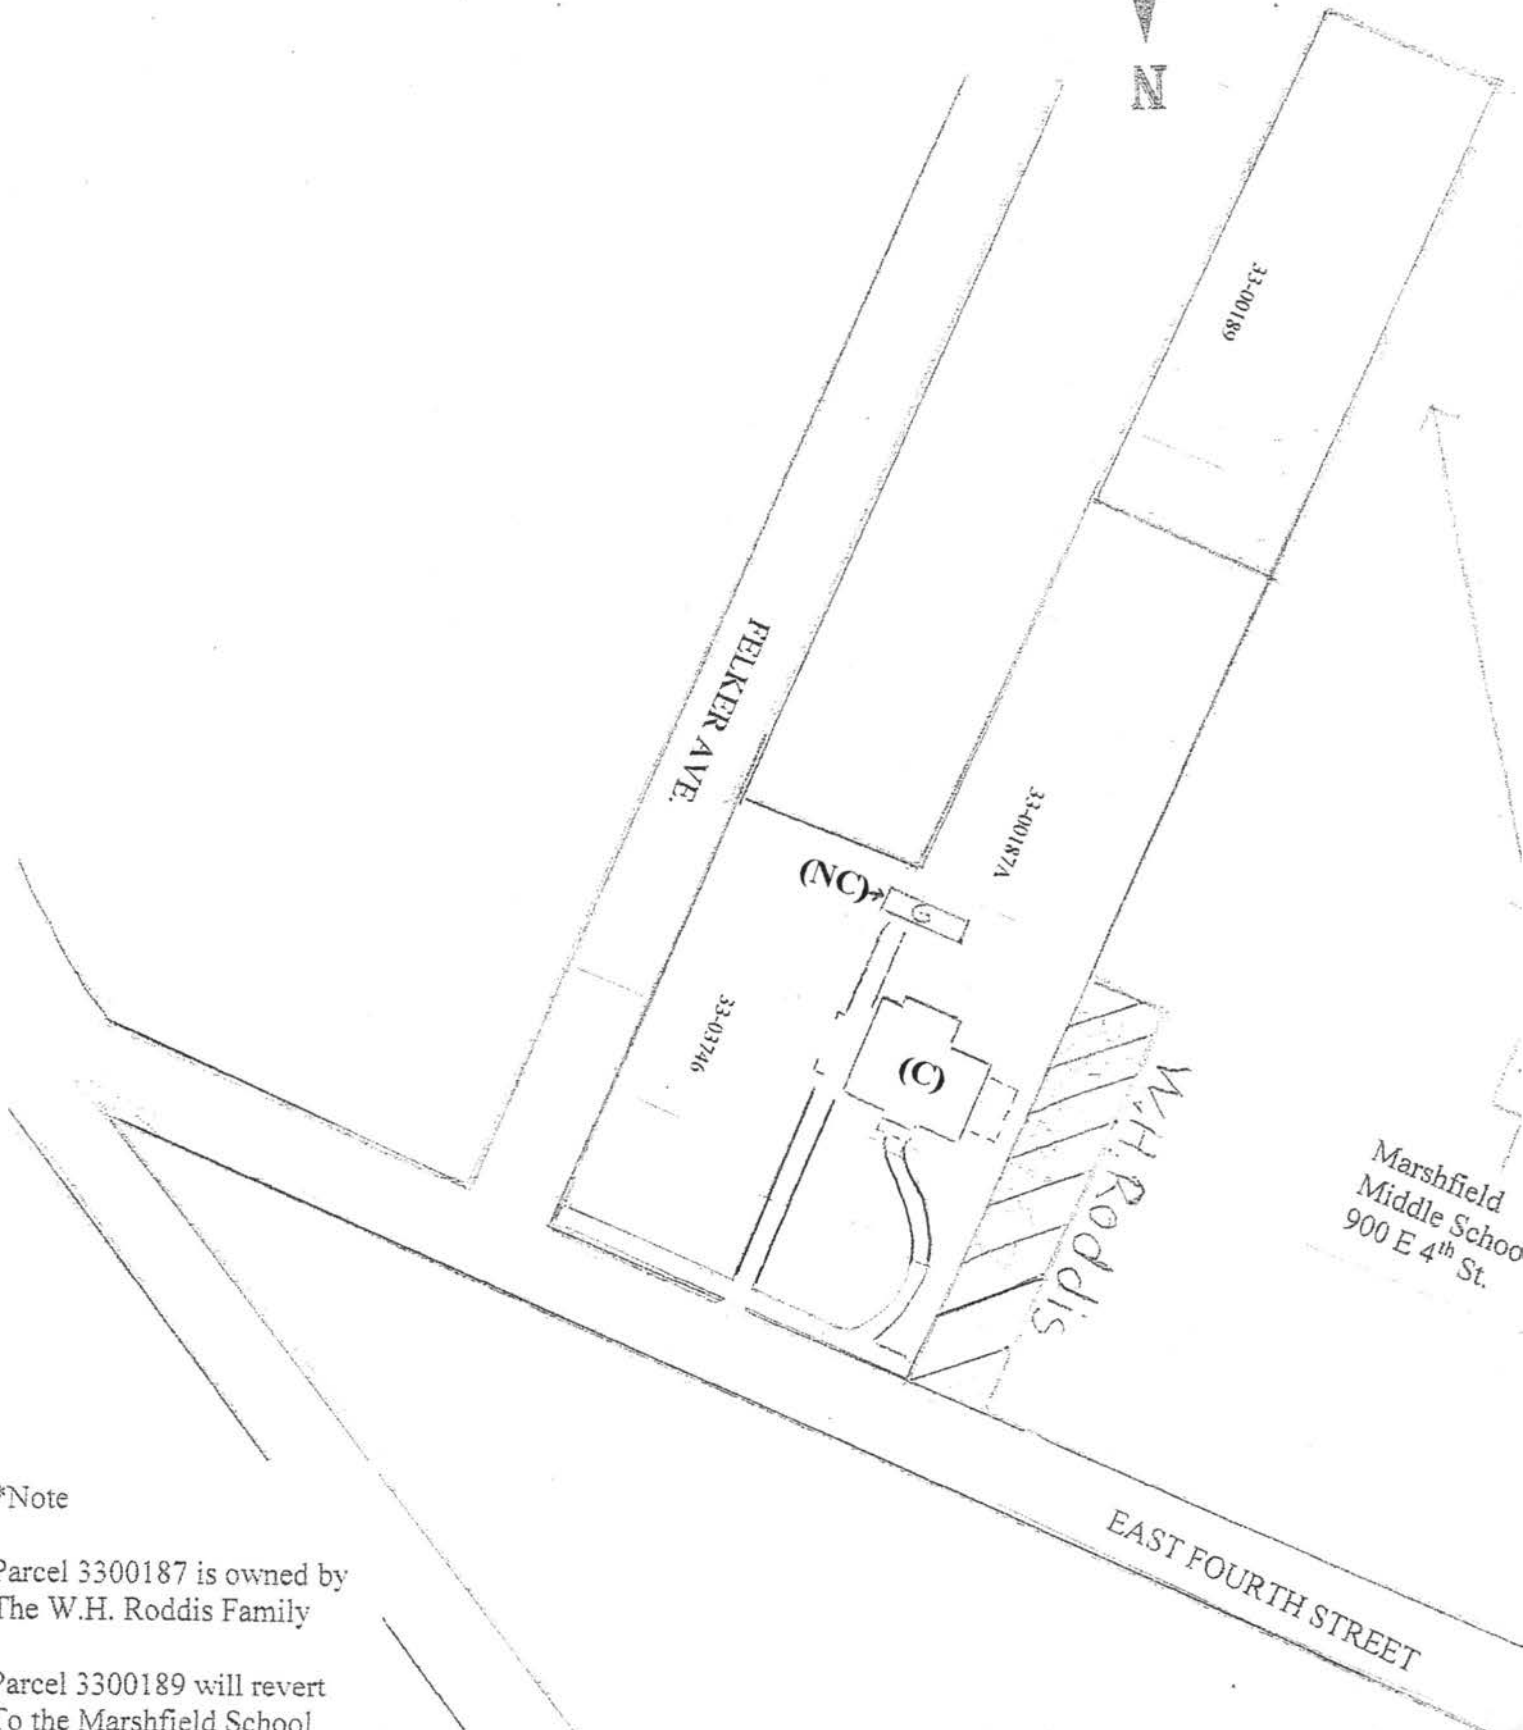 N
33-00189
FELKER AVE.
33-00187A
(NC)
G
33-03746
(C)
W.H Roddis
Marshfield
Middle Schoo
900 E 4th St.
EAST FOURTH STREET
*Note
Parcel 3300187 is owned by
The W.H. Roddis Family
Parcel 3300189 will revert
To the Marshfield School